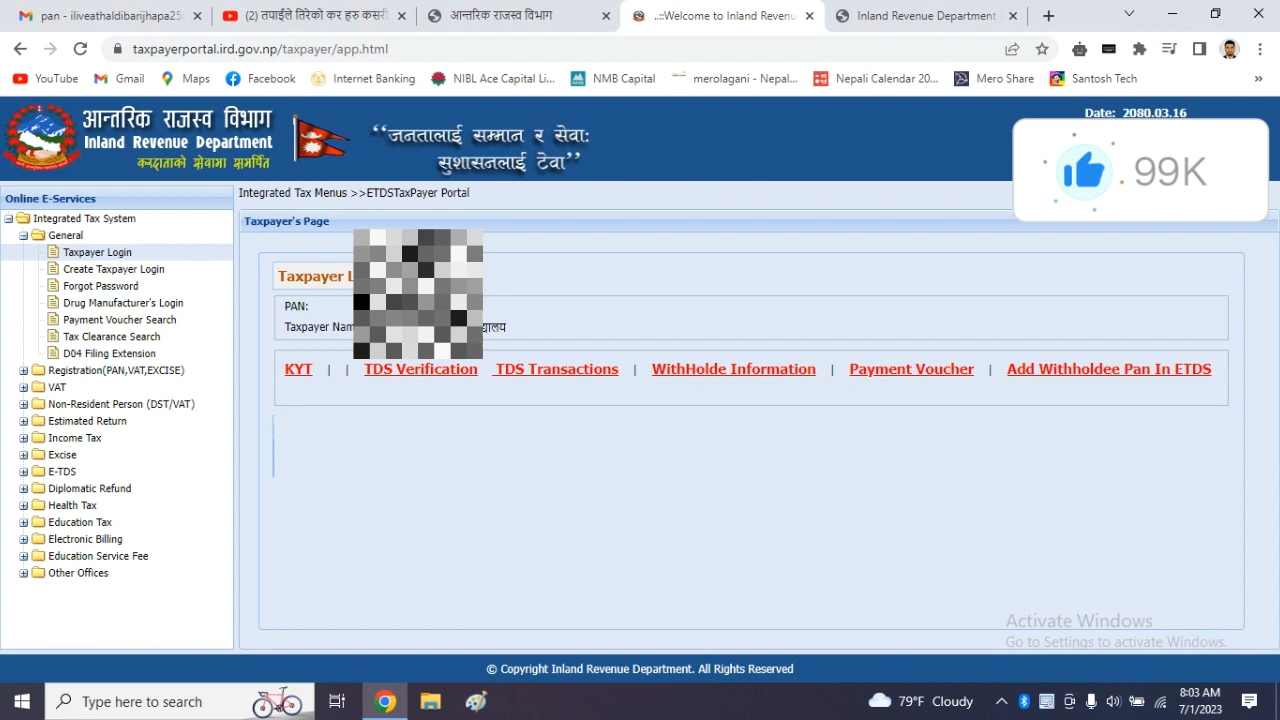 pan - iliveathaldibarijhapa25
(2) तपाईंले तिरेको कर हरु कसरी
आन्तरिक राजस्व विभाग
..::Welcome to Inland Revenu
Inland Revenue Department
taxpayerportal.ird.gov.np/taxpayer/app.html
YouTube
Gmail
Maps
Facebook
Internet Banking
NIBL Ace Capital Li...
NMB Capital
merolagani - Nepal...
Nepali Calendar 20...
Mero Share
Santosh Tech
»
आन्तरिक राजस्व विभाग
Inland Revenue Department
करदाताको सेवामा समर्पित
“जनतालाई सम्मान र सेवा:
सुशासनलाई टेवा”
Date: 2080.03.16
99K
Online E-Services
Integrated Tax System
General
Taxpayer Login
Create Taxpayer Login
Forgot Password
Drug Manufacturer's Login
Payment Voucher Search
Tax Clearance Search
D04 Filing Extension
Registration(PAN,VAT,EXCISE)
VAT
Non-Resident Person (DST/VAT)
Estimated Return
Income Tax
Excise
E-TDS
Diplomatic Refund
Health Tax
Education Tax
Electronic Billing
Education Service Fee
Other Offices
Integrated Tax Menus >>ETDSTaxPayer Portal
Taxpayer's Page
Taxpayer L
PAN:
Taxpayer Nam
KYT | | TDS Verification TDS Transactions | WithHolde Information | Payment Voucher | Add Withholdee Pan In ETDS
Activate Windows
Go to Settings to activate Windows.
© Copyright Inland Revenue Department. All Rights Reserved
Type here to search
79°F Cloudy
8:03 AM
7/1/2023